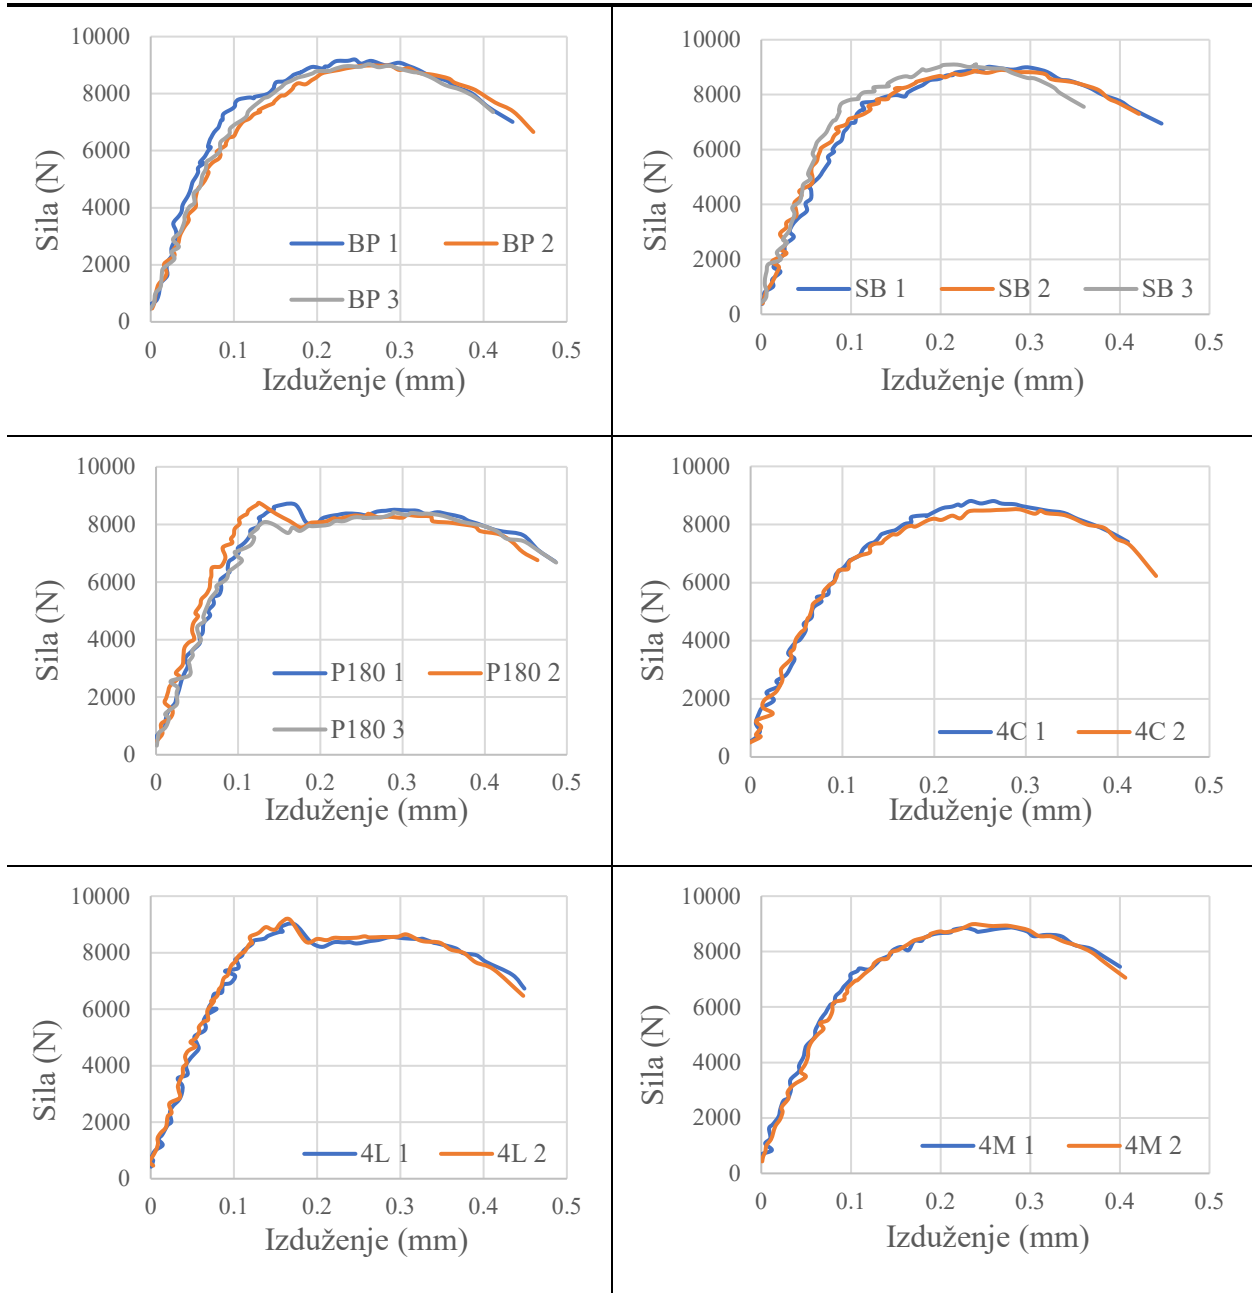 10000
8000
6000
4000
2000
0
Sila (N)
BP 1 BP 2
BP 3
0 0.1 0.2 0.3 0.4 0.5
Izduženje (mm)
10000
8000
6000
4000
2000
0
Sila (N)
SB 1 SB 2 SB 3
0 0.1 0.2 0.3 0.4 0.5
Izduženje (mm)
10000
8000
6000
4000
2000
0
Sila (N)
P180 1 P180 2
P180 3
0 0.1 0.2 0.3 0.4 0.5
Izduženje (mm)
10000
8000
6000
4000
2000
0
Sila (N)
4C 1 4C 2
0 0.1 0.2 0.3 0.4 0.5
Izduženje (mm)
10000
8000
6000
4000
2000
0
Sila (N)
4L 1 4L 2
0 0.1 0.2 0.3 0.4 0.5
Izduženje (mm)
10000
8000
6000
4000
2000
0
Sila (N)
4M 1 4M 2
0 0.1 0.2 0.3 0.4 0.5
Izduženje (mm)